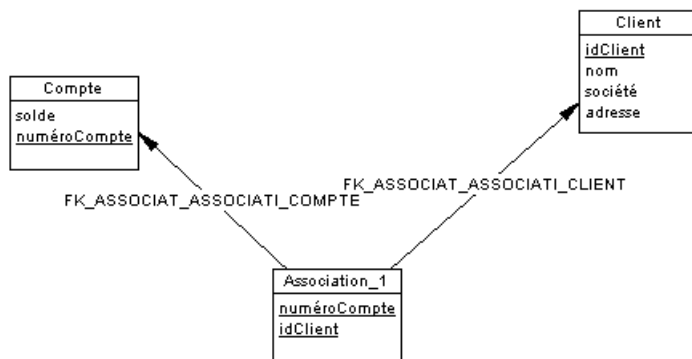 Client
idClient
nom
société
adresse
Compte
solde
numéroCompte
FK_ASSOCIAT_ASSOCIATI_CLIENT
FK_ASSOCIAT_ASSOCIATI_COMPTE
Association_1
numéroCompte
idClient